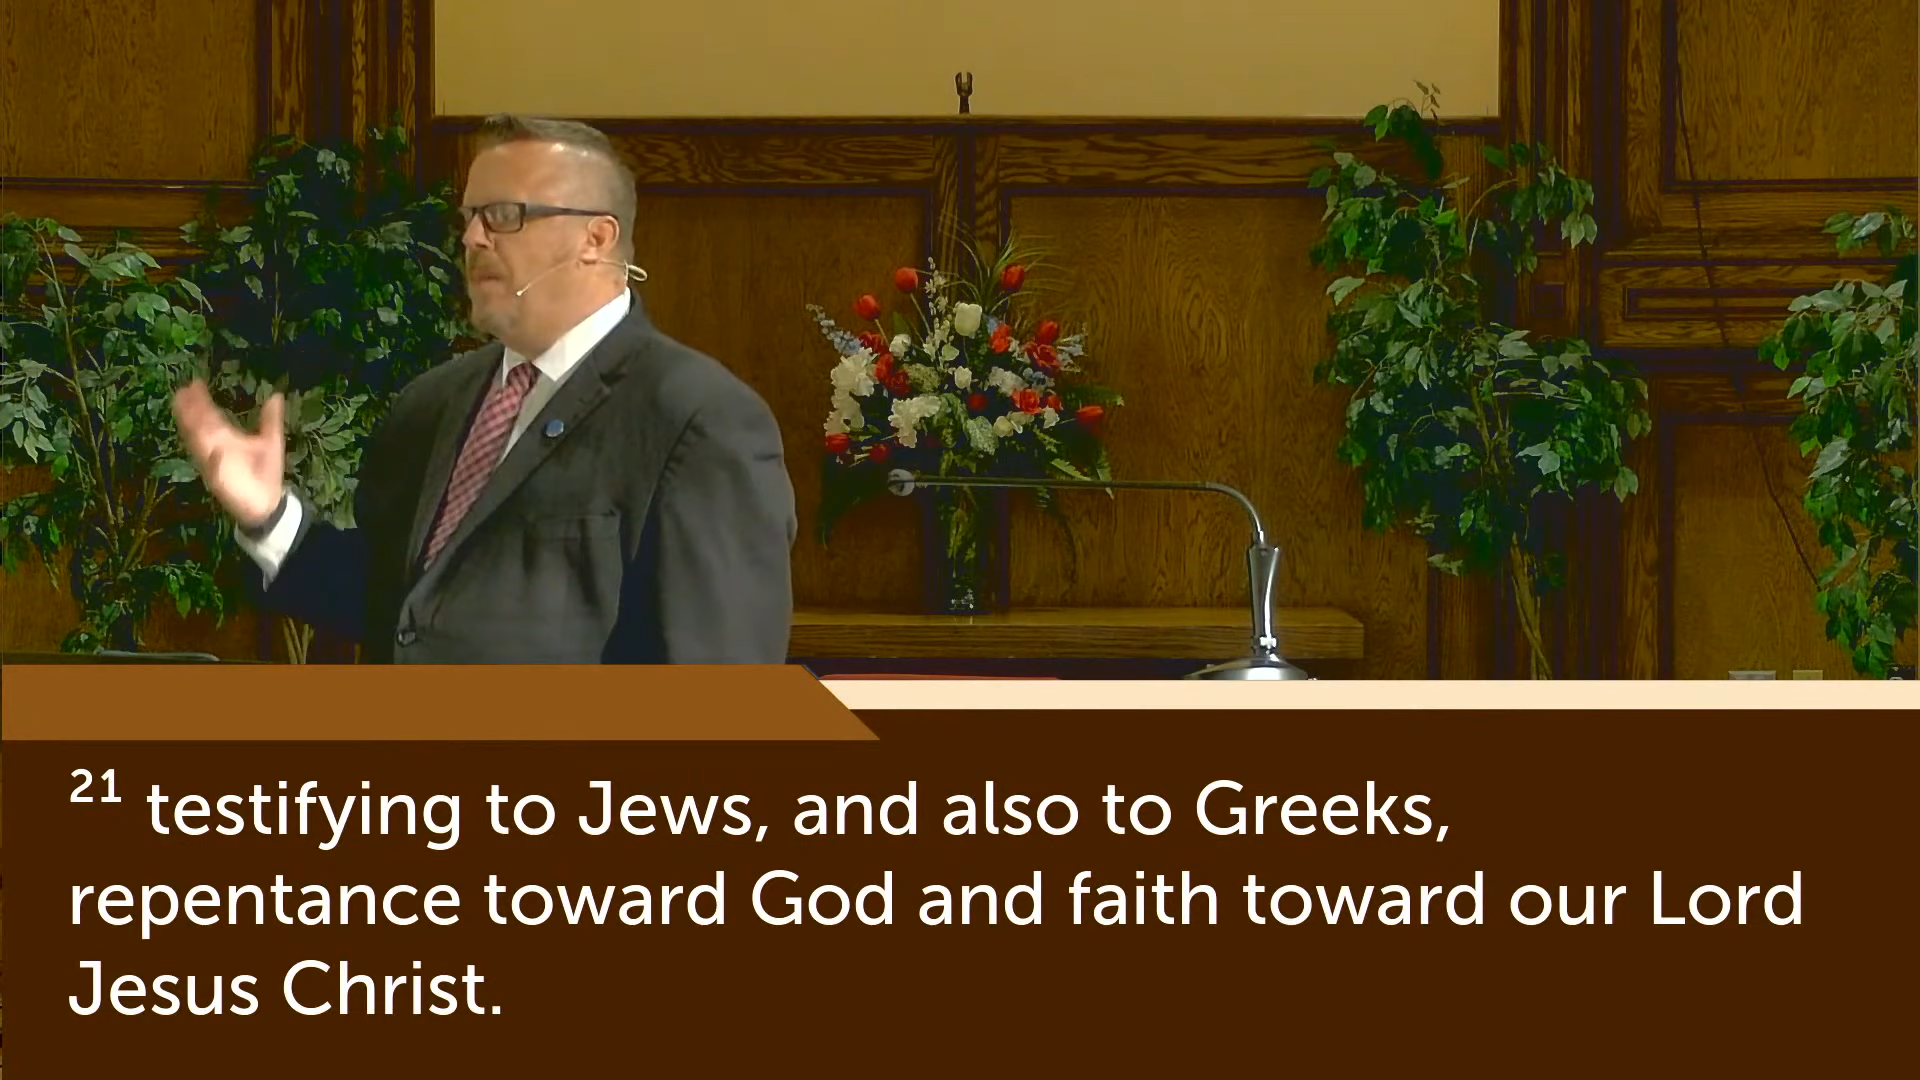 21 testifying to Jews, and also to Greeks,
repentance toward God and faith toward our Lord
Jesus Christ.